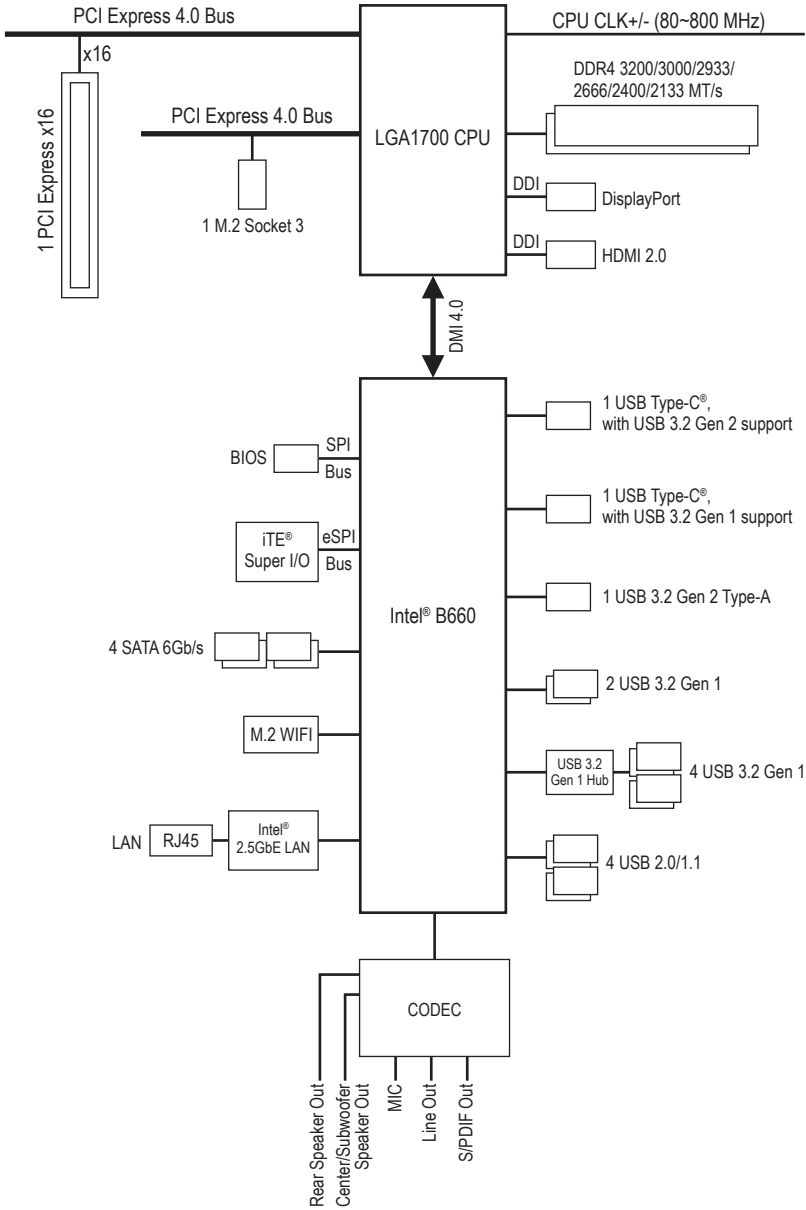 PCI Express 4.0 Bus
CPU CLK+/- (80~800 MHz)
x16
DDR4 3200/3000/2933/
2666/2400/2133 MT/s
1 PCI Express x16
PCI Express 4.0 Bus
LGA1700 CPU
1 M.2 Socket 3
DDI
DisplayPort
DDI
HDMI 2.0
DMI 4.0
1 USB Type-C®,
with USB 3.2 Gen 2 support
BIOS
SPI
Bus
1 USB Type-C®,
with USB 3.2 Gen 1 support
iTE®
Super I/O
eSPI
Bus
1 USB 3.2 Gen 2 Type-A
Intel® B660
4 SATA 6Gb/s
2 USB 3.2 Gen 1
M.2 WIFI
USB 3.2
Gen 1 Hub
4 USB 3.2 Gen 1
LAN
RJ45
Intel®
2.5GbE LAN
4 USB 2.0/1.1
CODEC
Rear Speaker Out
Center/Subwoofer
Speaker Out
MIC
Line Out
S/PDIF Out